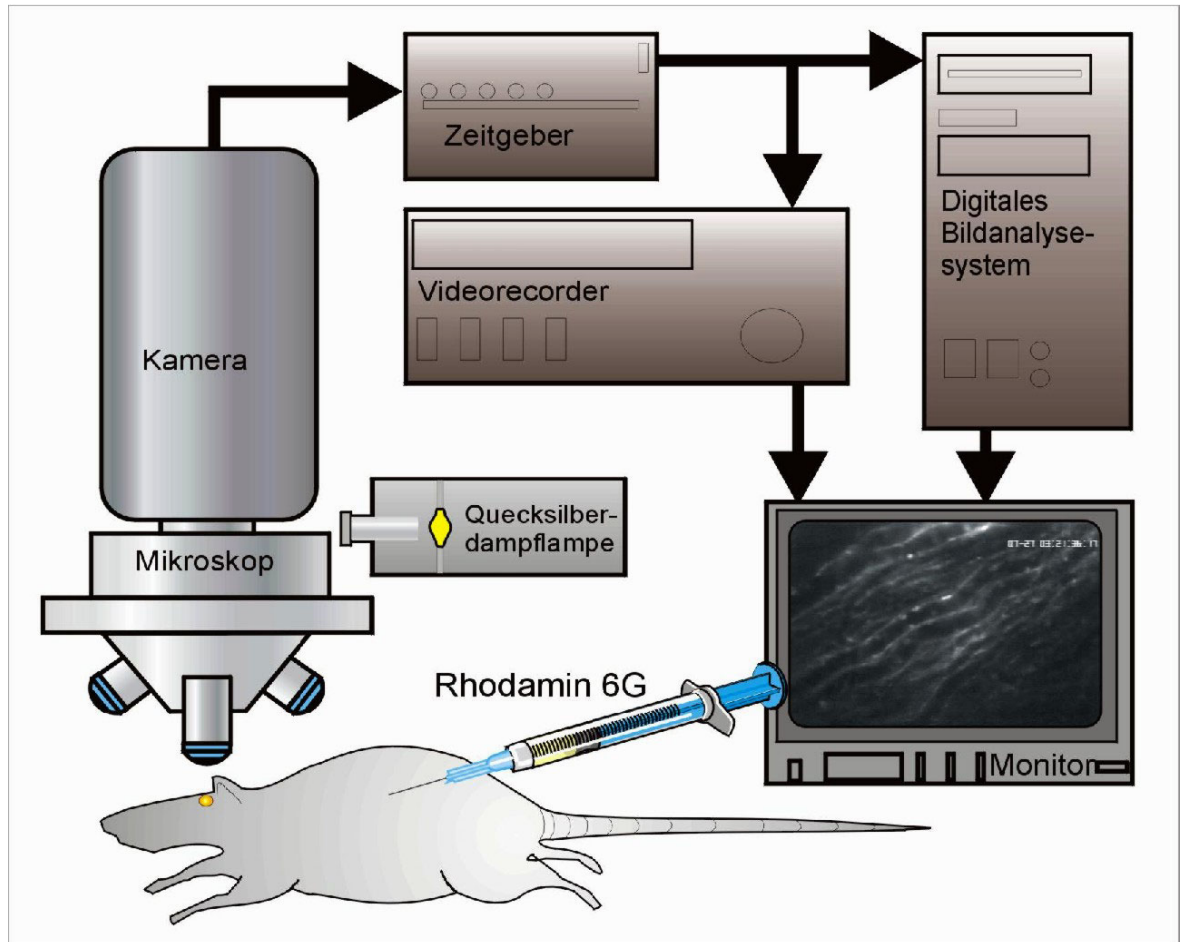 Zeitgeber
Digitales
Bildanalyse-
system
Videorecorder
Kamera
Quecksilber-
dampflampe
Mikroskop
Rhodamin 6G
Monitor